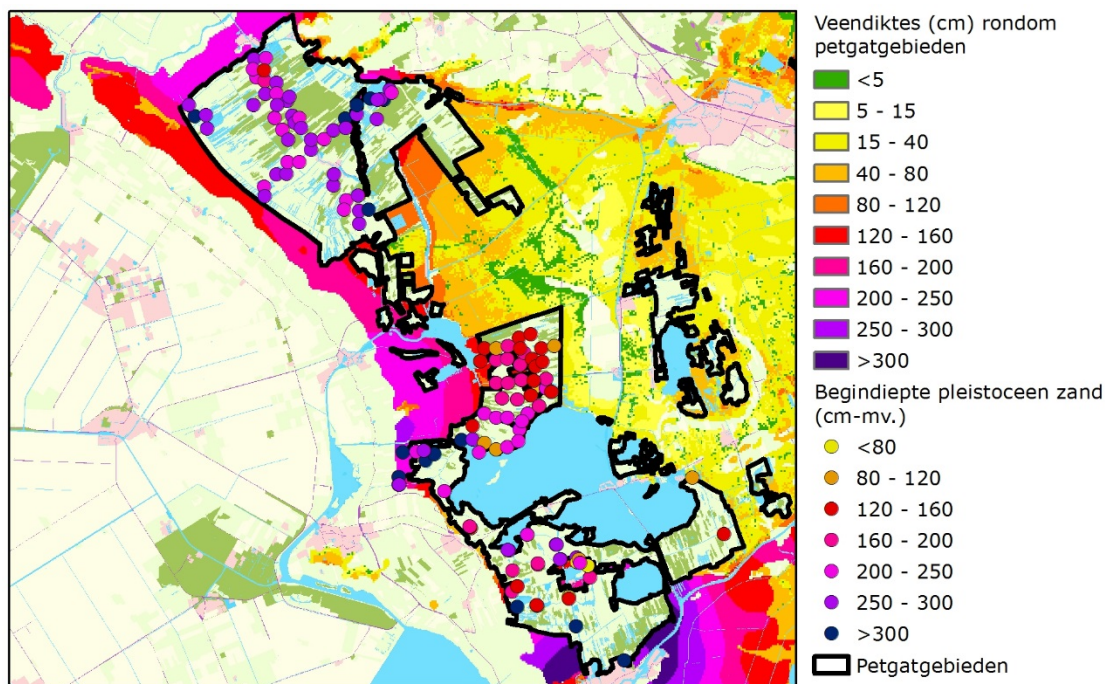 Veendiktes (cm) rondom
petgatgebieden
<5
5 - 15
15 - 40
40 - 80
80 - 120
120 - 160
160 - 200
200 - 250
250 - 300
>300
Begindiepte pleistoceen zand
(cm-mv.)
<80
80 - 120
120 - 160
160 - 200
200 - 250
250 - 300
>300
Petgatgebieden